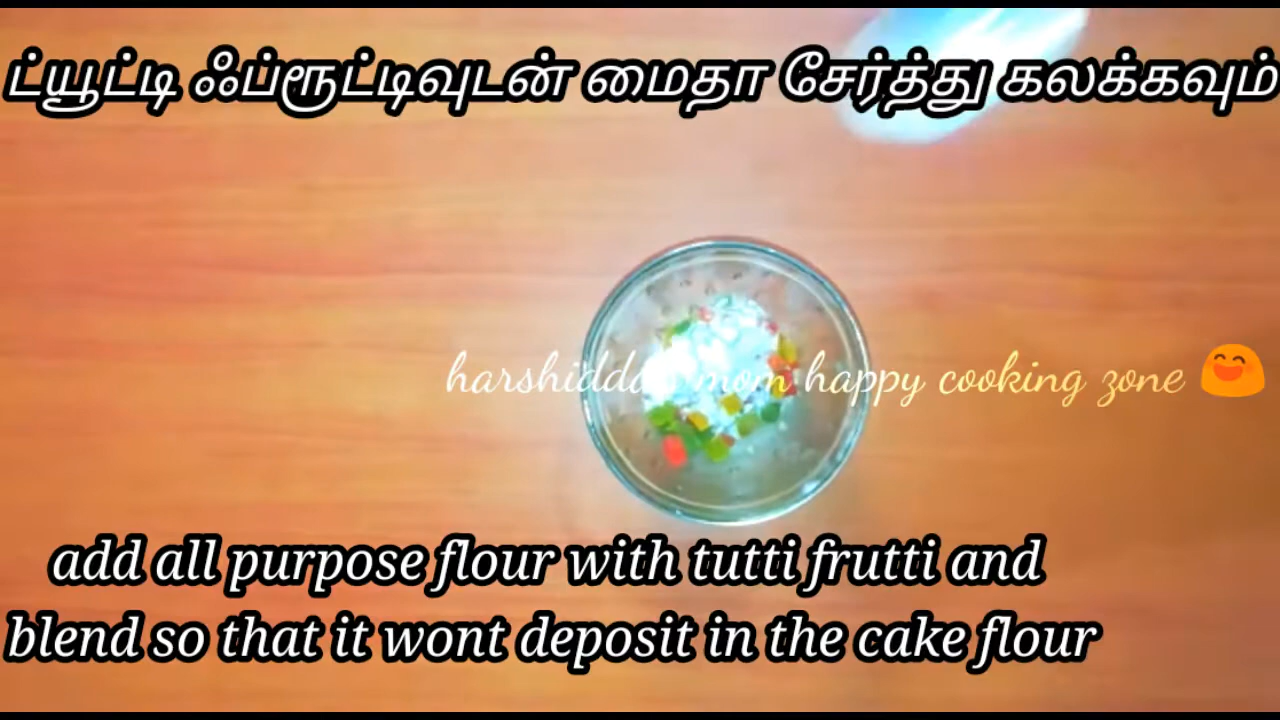 ட்யூட்டி ஃப்ரூட்டிவுடன் மைதா சேர்த்து கலக்கவும்
mom happy cooking zone
add all purpose flour with tutti frutti and
blend so that it wont deposit in the cake flour